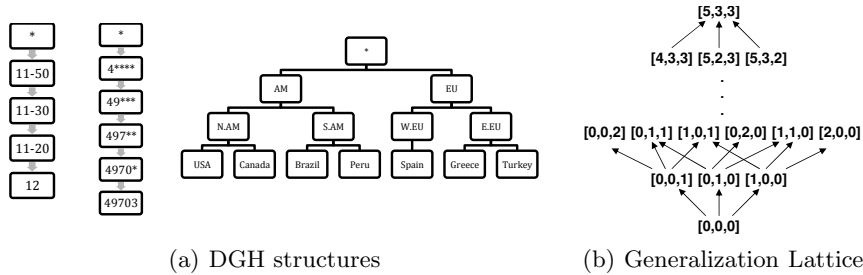 *
11-50
11-30
11-20
12
*
4****
49***
497**
4970*
49703
*
AM EU
N.AM S.AM W.EU E.EU
USA Canada Brazil Peru Spain Greece Turkey
(a) DGH structures
[5,3,3]
[4,3,3] [5,2,3] [5,3,2]
.
.
.
[0,0,2] [0,1,1] [1,0,1] [0,2,0] [1,1,0] [2,0,0]
[0,0,1] [0,1,0] [1,0,0]
[0,0,0]
(b) Generalization Lattice